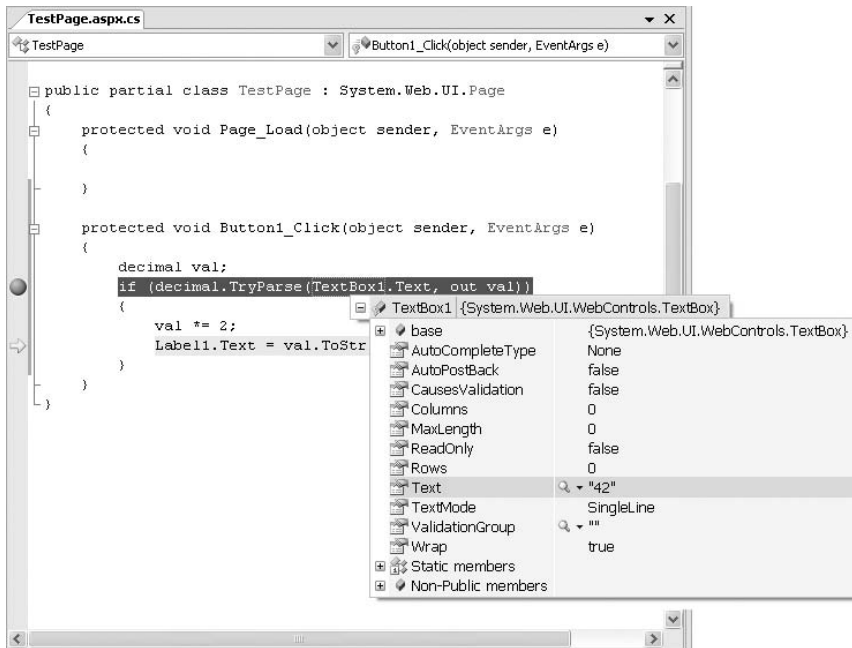 TestPage.aspx.cs
TestPage
Button1_Click(object sender, EventArgs e)
public partial class TestPage : System.Web.UI.Page
{
protected void Page_Load(object sender, EventArgs e)
{
}
protected void Button1_Click(object sender, EventArgs e)
{
decimal val;
if (decimal.TryParse(TextBox1.Text, out val))
{
val *= 2;
Label1.Text = val.ToStr
}
}
}
TextBox1 {System.Web.UI.WebControls.TextBox}
base {System.Web.UI.WebControls.TextBox}
AutoCompleteType None
AutoPostBack false
CausesValidation false
Columns 0
MaxLength 0
ReadOnly false
Rows 0
Text "42"
TextMode SingleLine
ValidationGroup ""
Wrap true
Static members
Non-Public members